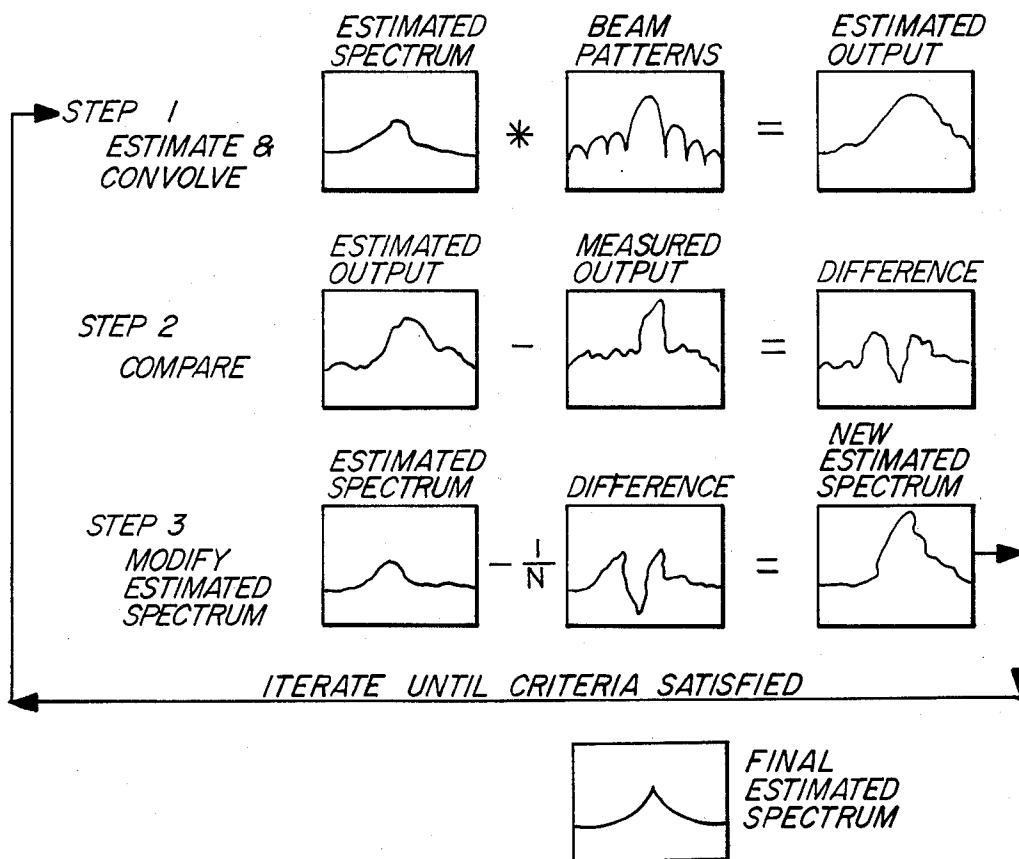 ESTIMATED
SPECTRUM
BEAM
PATTERNS
ESTIMATED
OUTPUT
STEP 1
ESTIMATE &
CONVOLVE
*
=
ESTIMATED
OUTPUT
MEASURED
OUTPUT
DIFFERENCE
STEP 2
COMPARE
-
=
ESTIMATED
SPECTRUM
DIFFERENCE
NEW
ESTIMATED
SPECTRUM
STEP 3
MODIFY
ESTIMATED
SPECTRUM
- 1/N
=
ITERATE UNTIL CRITERIA SATISFIED
FINAL
ESTIMATED
SPECTRUM